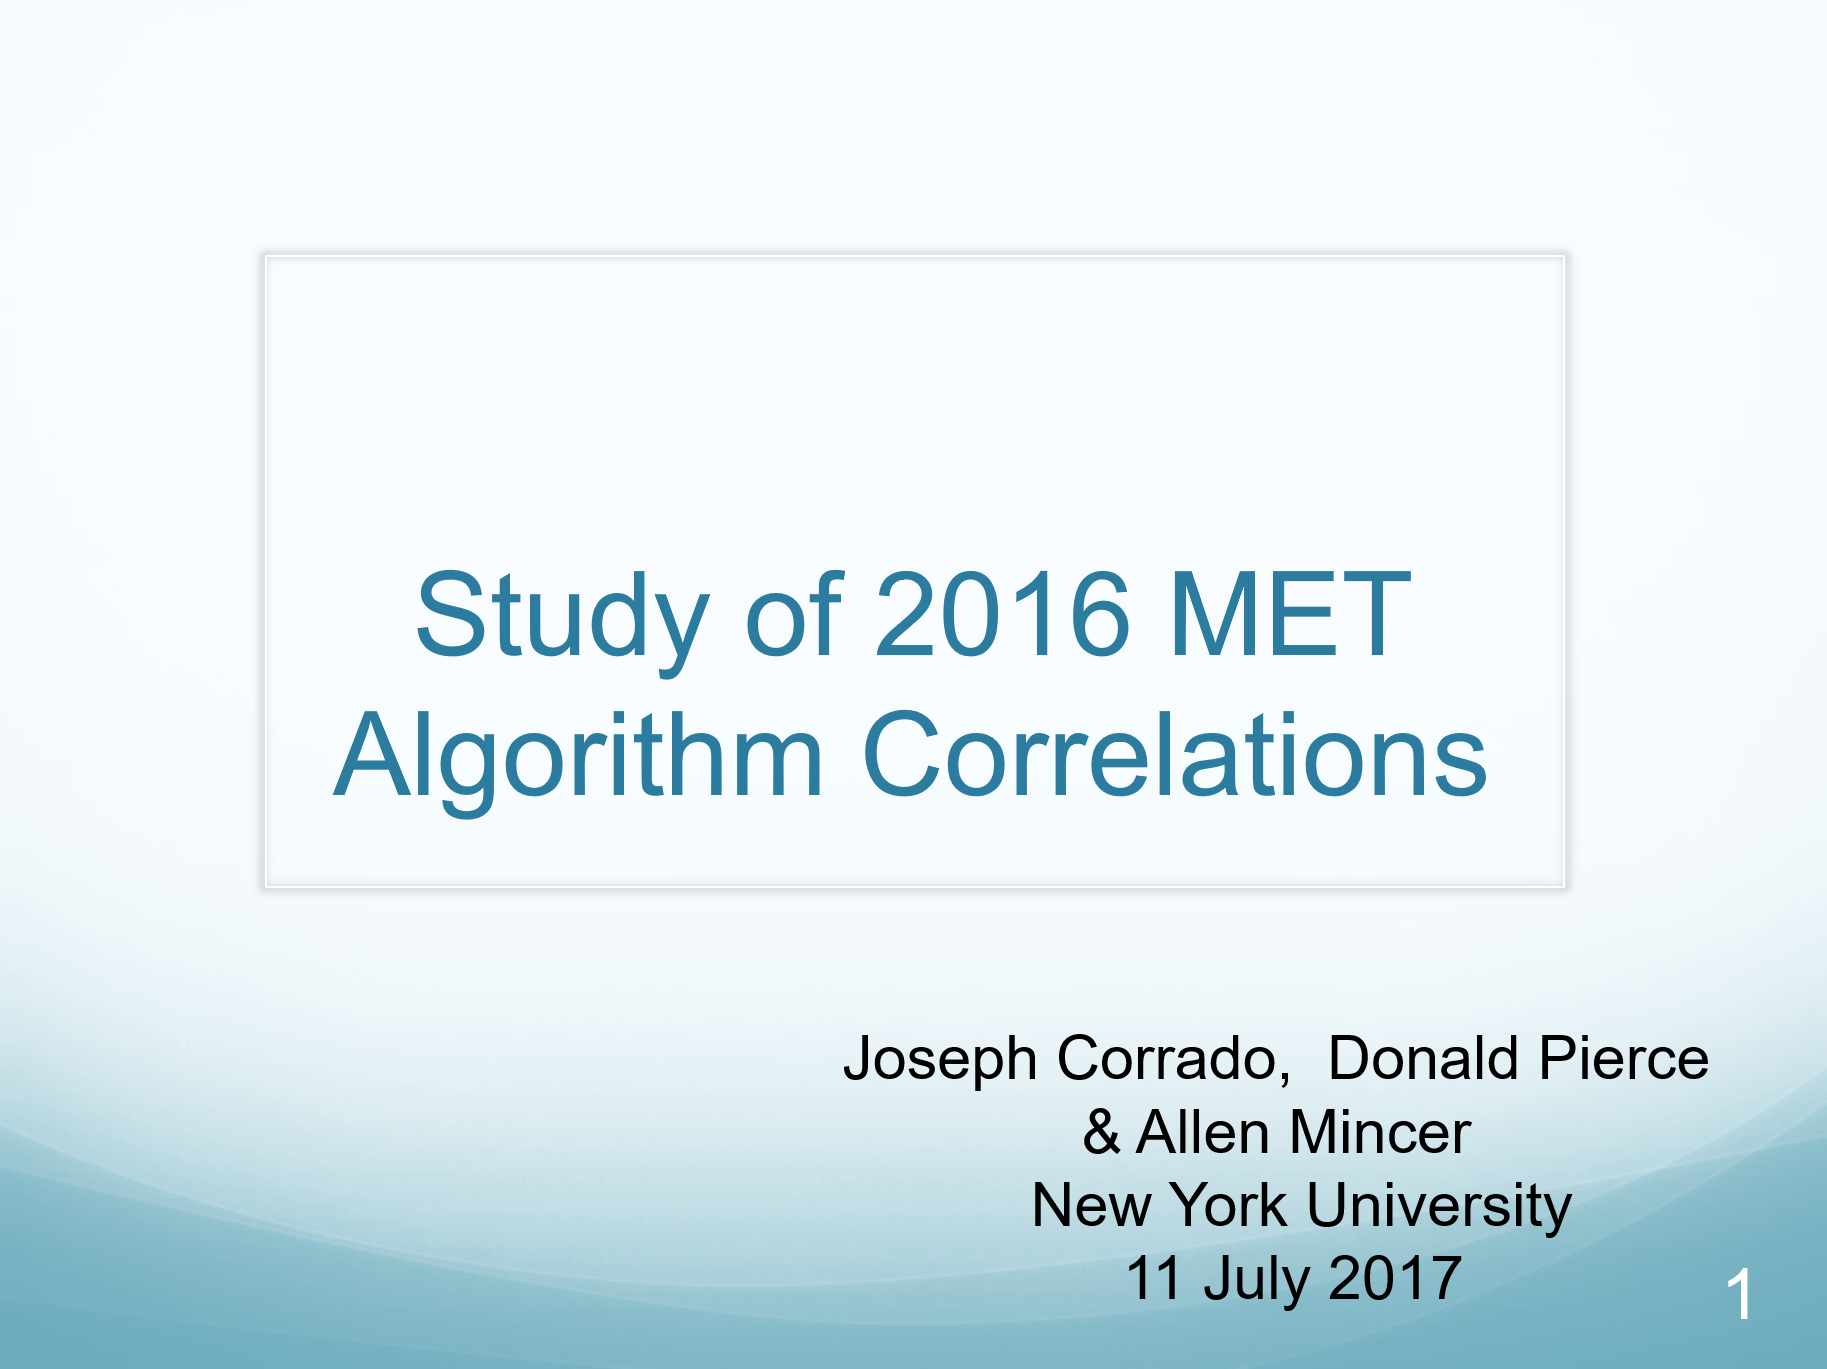 Study of 2016 MET
Algorithm Correlations
Joseph Corrado,  Donald Pierce
& Allen Mincer
New York University
11 July 2017
1